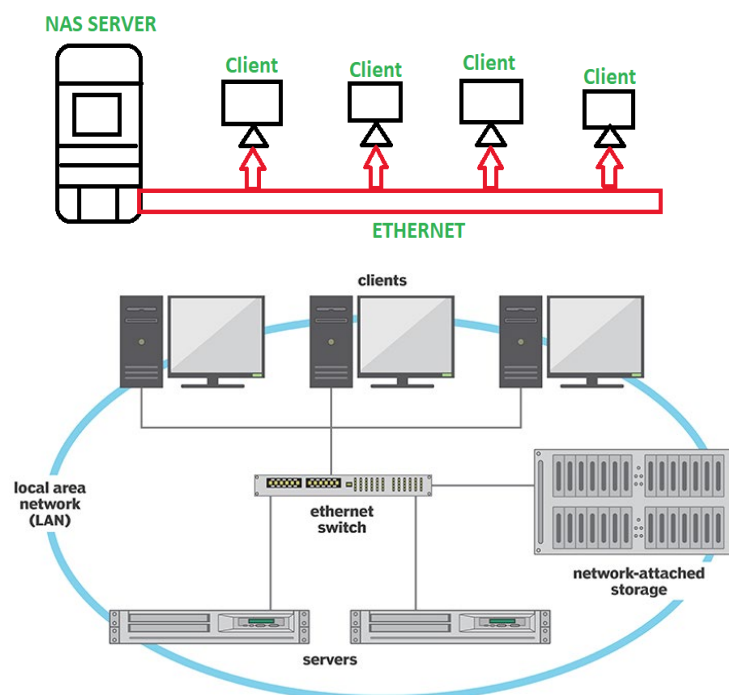 NAS SERVER
Client
Client
Client
Client
ETHERNET
clients
local area
network
(LAN)
ethernet
switch
network-attached
storage
servers